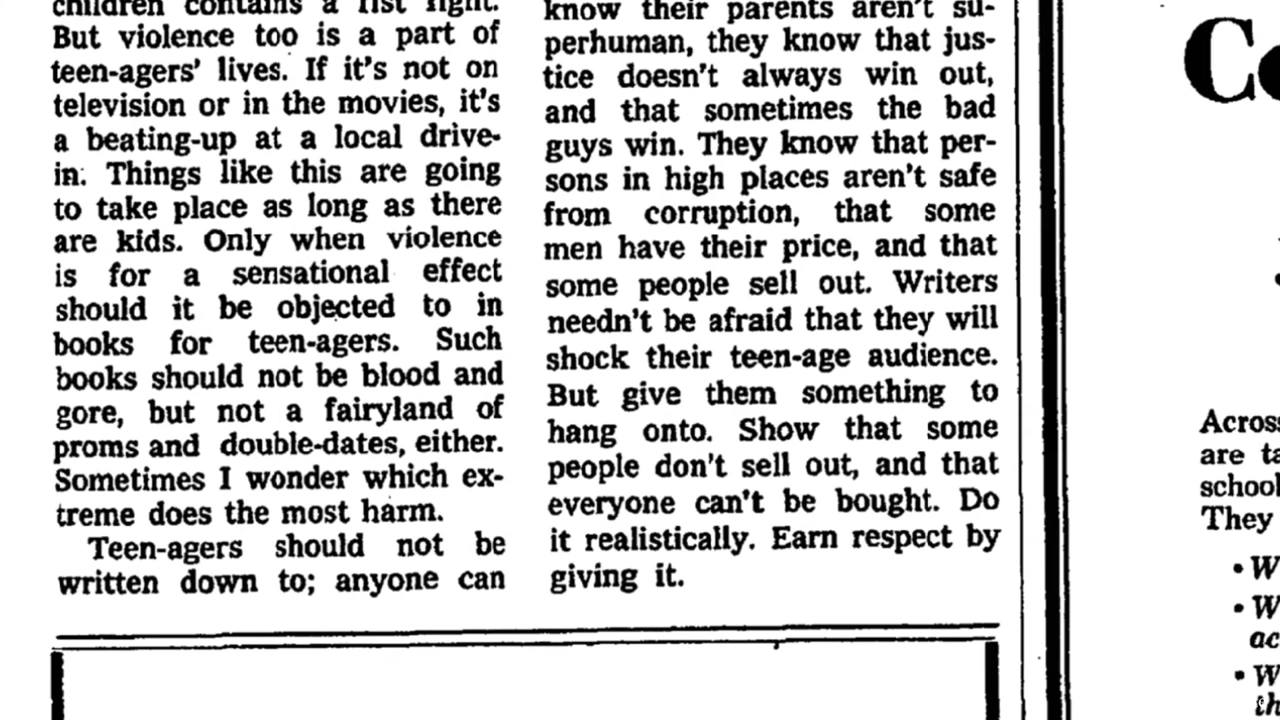 children contains a fist fight.
But violence too is a part of
teen-agers' lives. If it's not on
television or in the movies, it's
a beating-up at a local drive-
in. Things like this are going
to take place as long as there
are kids. Only when violence
is for a sensational effect
should it be objected to in
books for teen-agers. Such
books should not be blood and
gore, but not a fairyland of
proms and double-dates, either.
Sometimes I wonder which ex-
treme does the most harm.
Teen-agers should not be
written down to; anyone can
know their parents aren't su-
perhuman, they know that jus-
tice doesn't always win out,
and that sometimes the bad
guys win. They know that per-
sons in high places aren't safe
from corruption, that some
men have their price, and that
some people sell out. Writers
needn't be afraid that they will
shock their teen-age audience.
But give them something to
hang onto. Show that some
people don't sell out, and that
everyone can't be bought. Do
it realistically. Earn respect by
giving it.
Across
are
school
They